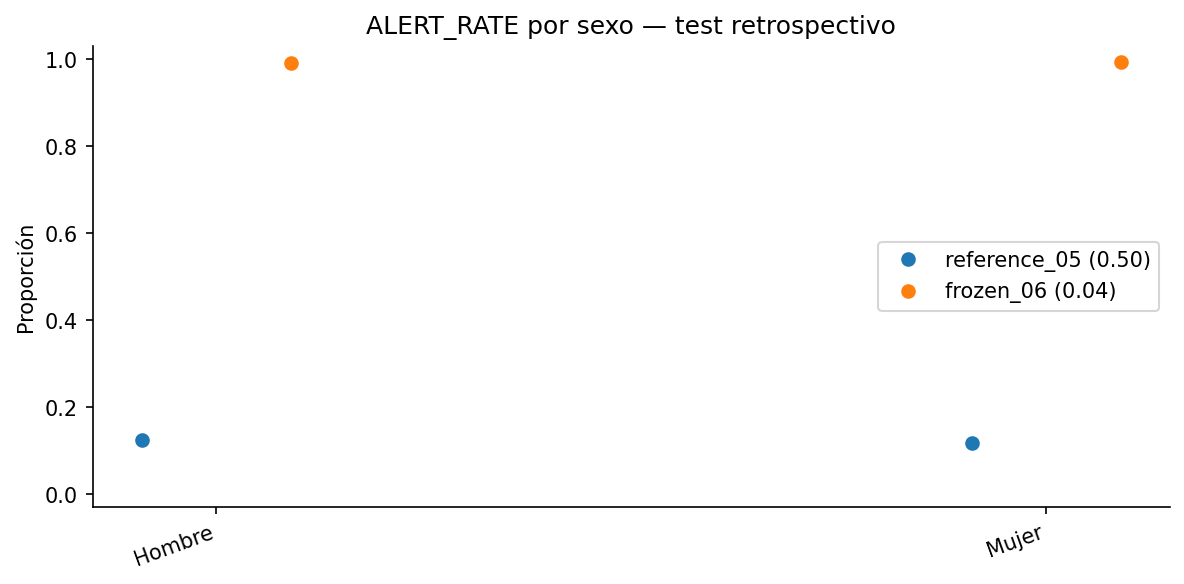 ALERT_RATE por sexo — test retrospectivo
Proporción
1.0
0.8
0.6
0.4
0.2
0.0
reference_05 (0.50)
frozen_06 (0.04)
Hombre
Mujer